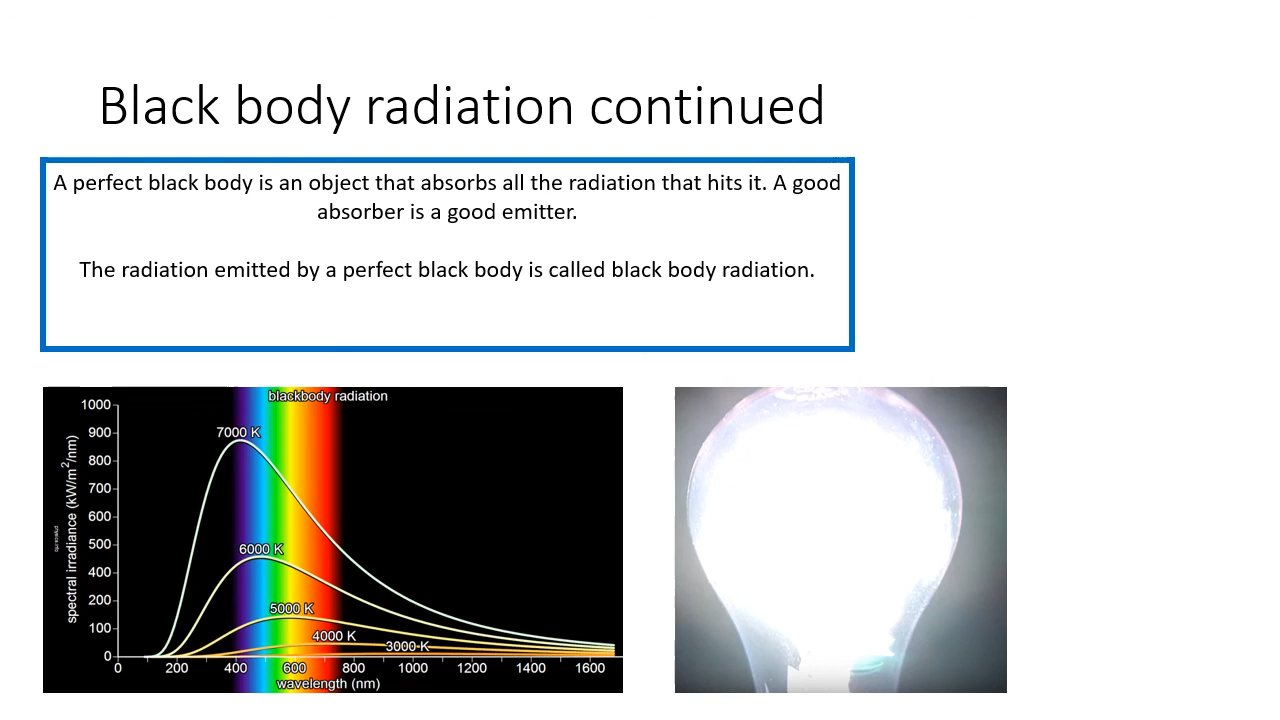 Black body radiation continued
A perfect black body is an object that absorbs all the radiation that hits it. A good
absorber is a good emitter.
The radiation emitted by a perfect black body is called black body radiation.
blackbody radiation
1000
900
800
700
600
500
400
200
100
0
spectral irradiance (kW/m²/nm)
7000 K
6000 K
5000 K
4000 K
3000 K
0 200 400 600 800 1000 1200 1400 1600
wavelength (nm)